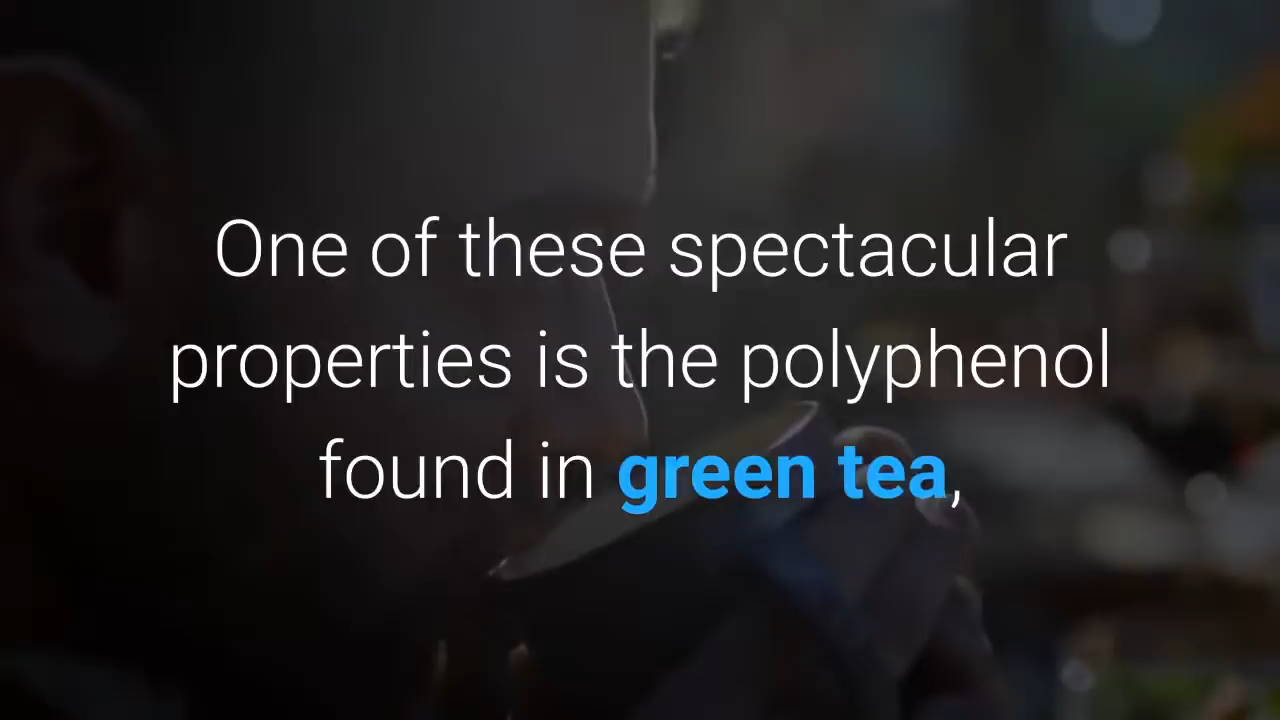 One of these spectacular
properties is the polyphenol
found in green tea,